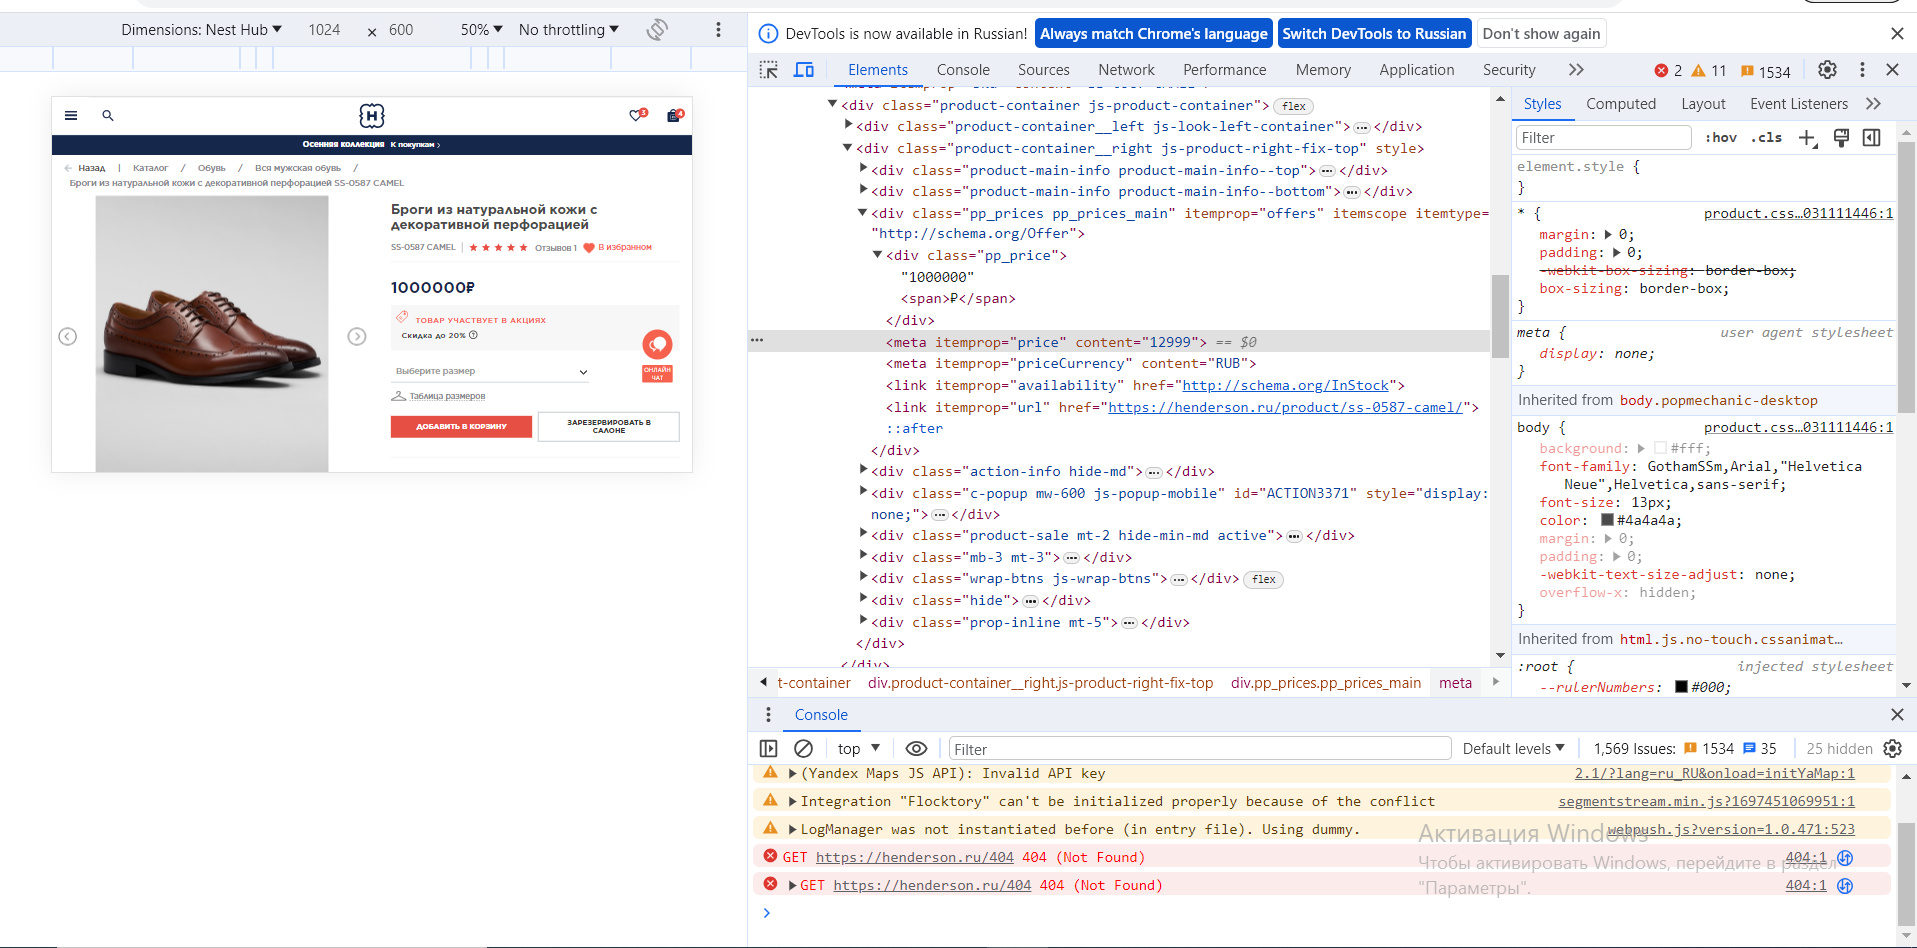 Dimensions: Nest Hub ▼ 1024 × 600 50% ▼ No throttling ▼
DevTools is now available in Russian! Always match Chrome's language Switch DevTools to Russian Don't show again
Elements Console Sources Network Performance Memory Application Security 2 11 1534
H 3 4
Осенняя коллекция К покупкам ›
← Назад | Каталог / Обувь / Вся мужская обувь /
Броги из натуральной кожи с декоративной перфорацией SS-0587 CAMEL
Броги из натуральной кожи с
декоративной перфорацией
SS-0587 CAMEL | ★ ★ ★ ★ ★ Отзывов 1 В избранном
1000000₽
ТОВАР УЧАСТВУЕТ В АКЦИЯХ
Скидка до 20% ?
ОНЛАЙН
ЧАТ
Выберите размер
Таблица размеров
ДОБАВИТЬ В КОРЗИНУ
ЗАРЕЗЕРВИРОВАТЬ В
САЛОНЕ
▼<div class="product-container js-product-container"> flex
▶<div class="product-container__left js-look-left-container">…</div>
▼<div class="product-container__right js-product-right-fix-top" style>
▶<div class="product-main-info product-main-info--top">…</div>
▶<div class="product-main-info product-main-info--bottom">…</div>
▼<div class="pp_prices pp_prices_main" itemprop="offers" itemscope itemtype=
"http://schema.org/Offer">
▼<div class="pp_price">
"1000000"
<span>₽</span>
</div>
… <meta itemprop="price" content="12999"> == $0
<meta itemprop="priceCurrency" content="RUB">
<link itemprop="availability" href="http://schema.org/InStock">
<link itemprop="url" href="https://henderson.ru/product/ss-0587-camel/">
::after
</div>
▶<div class="action-info hide-md">…</div>
▶<div class="c-popup mw-600 js-popup-mobile" id="ACTION3371" style="display:
none;">…</div>
▶<div class="product-sale mt-2 hide-min-md active">…</div>
▶<div class="mb-3 mt-3">…</div>
▶<div class="wrap-btns js-wrap-btns">…</div> flex
▶<div class="hide">…</div>
▶<div class="prop-inline mt-5">…</div>
</div>
</div>
t-container div.product-container__right.js-product-right-fix-top div.pp_prices.pp_prices_main meta
Styles Computed Layout Event Listeners
Filter :hov .cls
element.style {
}
* { product.css…031111446:1
margin: ▶ 0;
padding: ▶ 0;
-webkit-box-sizing: border-box;
box-sizing: border-box;
}
meta { user agent stylesheet
display: none;
}
Inherited from body.popmechanic-desktop
body { product.css…031111446:1
background: ▶ #fff;
font-family: GothamSSm,Arial,"Helvetica
Neue",Helvetica,sans-serif;
font-size: 13px;
color: #4a4a4a;
margin: ▶ 0;
padding: ▶ 0;
-webkit-text-size-adjust: none;
overflow-x: hidden;
}
Inherited from html.js.no-touch.cssanimat…
:root { injected stylesheet
--rulerNumbers: #000;
Console
top ▼ Filter Default levels ▼ 1,569 Issues: 1534 35 25 hidden
▶(Yandex Maps JS API): Invalid API key 2.1/?lang=ru_RU&onload=initYaMap:1
▶Integration "Flocktory" can't be initialized properly because of the conflict segmentstream.min.js?1697451069951:1
▶LogManager was not instantiated before (in entry file). Using dummy. webpush.js?version=1.0.471:523
GET https://henderson.ru/404 404 (Not Found) 404:1
▶GET https://henderson.ru/404 404 (Not Found) 404:1
Активация Windows
Чтобы активировать Windows, перейдите в раздел
"Параметры".